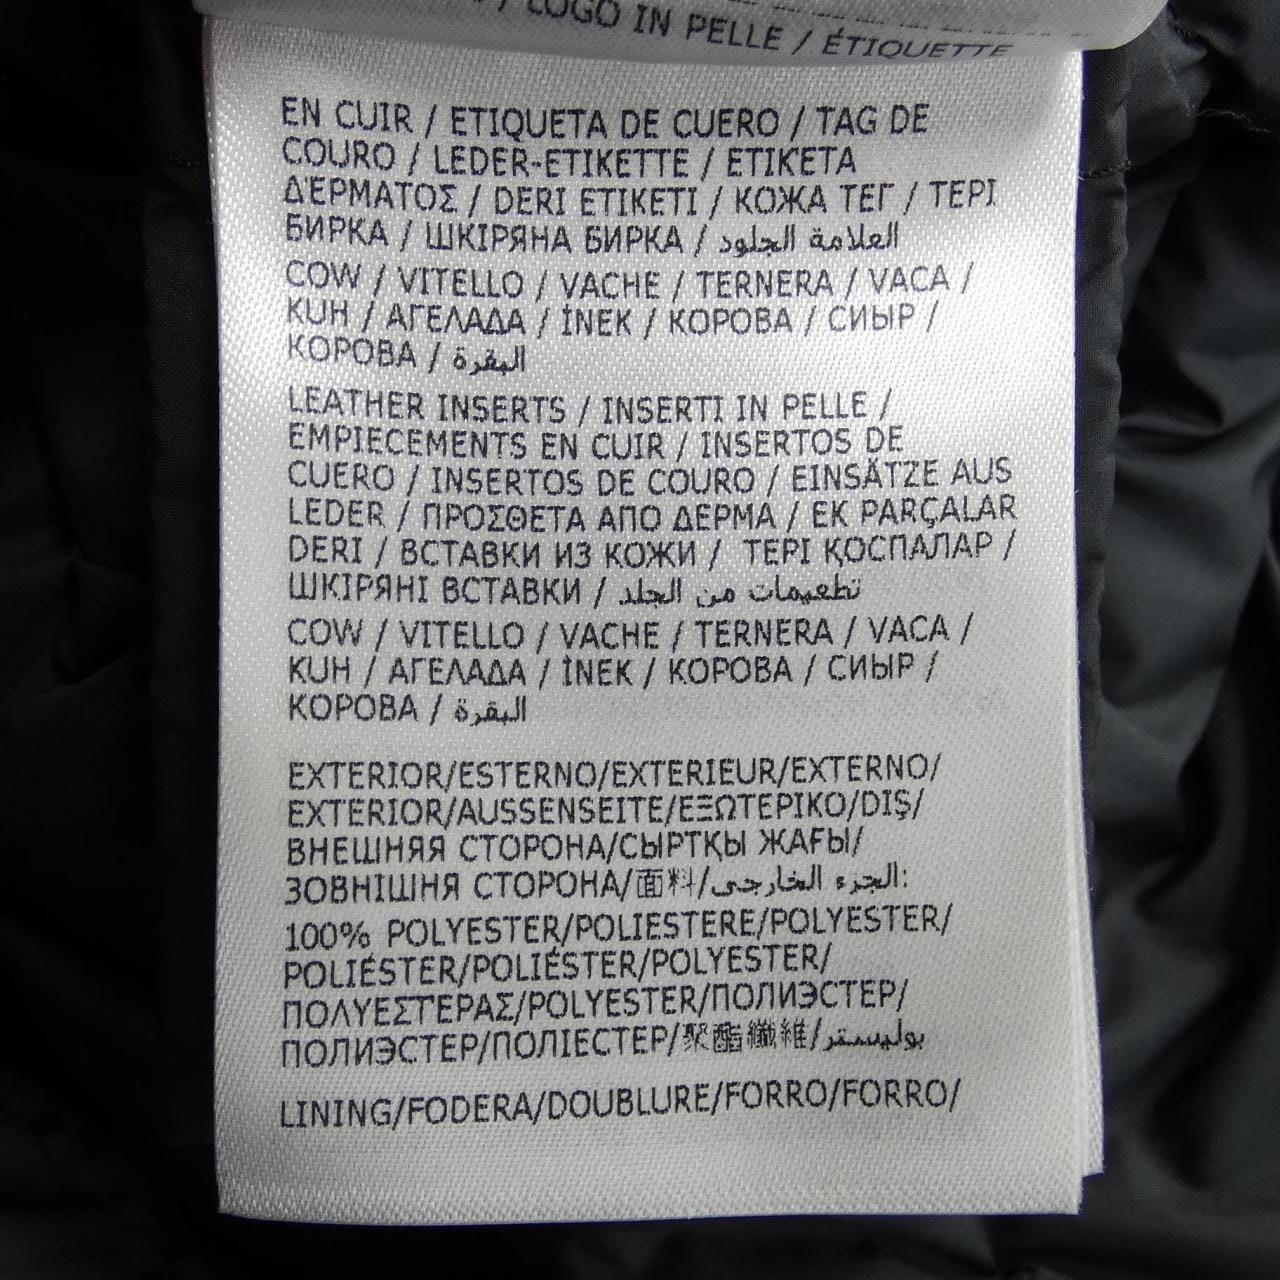 / LOGO IN PELLE / ÉTIQUETTE
EN CUIR / ETIQUETA DE CUERO / TAG DE
COURO / LEDER-ETIKETTE / ETIKETA
ΔΈΡΜΑΤΟΣ / DERI ETIKETI / КОЖА ТЕГ / ТЕРІ
БИРКА / ШКІРЯНА БИРКА / العلامة الجلود
COW / VITELLO / VACHE / TERNERA / VACA /
KUH / ΑΓΕΛΑΔΑ / İNEK / КОРОВА / СИЫР /
КОРОВА / البقرة
LEATHER INSERTS / INSERTI IN PELLE /
EMPIECEMENTS EN CUIR / INSERTOS DE
CUERO / INSERTOS DE COURO / EINSÄTZE AUS
LEDER / ΠΡΟΣΘΕΤΑ ΑΠΟ ΔΕΡΜΑ / EK PARÇALAR
DERI / ВСТАВКИ ИЗ КОЖИ / ТЕРІ ҚОСПАЛАР /
ШКІРЯНІ ВСТАВКИ / تطعيمات من الجلد
COW / VITELLO / VACHE / TERNERA / VACA /
KUH / ΑΓΕΛΑΔΑ / İNEK / КОРОВА / СИЫР /
КОРОВА / البقرة
EXTERIOR/ESTERNO/EXTERIEUR/EXTERNO/
EXTERIOR/AUSSENSEITE/ΕΞΩΤΕΡΙΚΟ/DIŞ/
ВНЕШНЯЯ СТОРОНА/СЫРТҚЫ ЖАҒЫ/
ЗОВНІШНЯ СТОРОНА/面料/الجزء الخارجى:
100% POLYESTER/POLIESTERE/POLYESTER/
POLIÉSTER/POLIÉSTER/POLYESTER/
ΠΟΛΥΕΣΤΕΡΑΣ/POLYESTER/ПОЛИЭСТЕР/
ПОЛИЭСТЕР/ПОЛІЕСТЕР/聚酯纖維/بوليستر
LINING/FODERA/DOUBLURE/FORRO/FORRO/